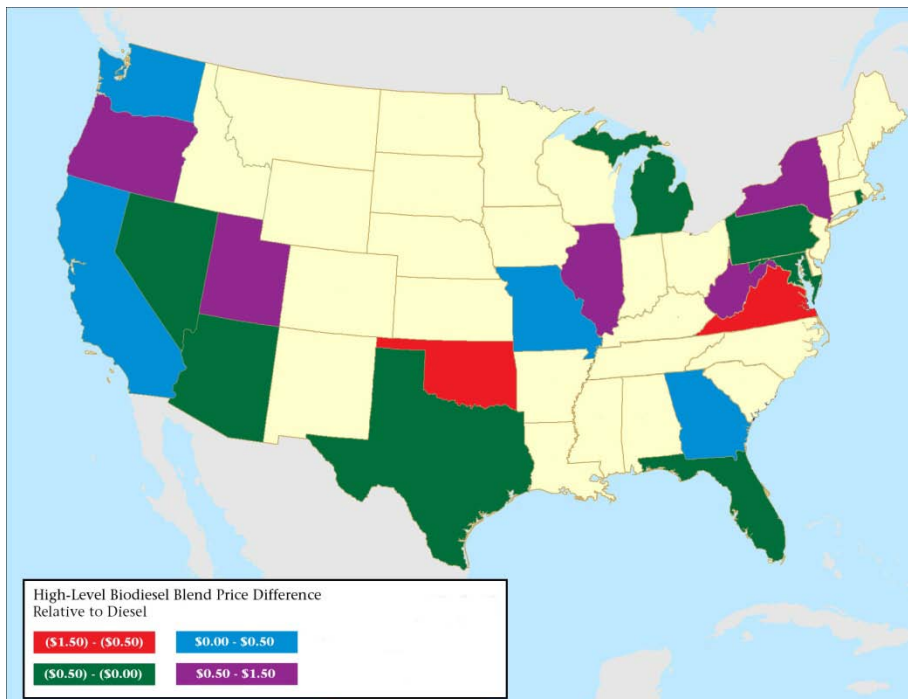 High-Level Biodiesel Blend Price Difference
Relative to Diesel
($1.50) - ($0.50)
$0.00 - $0.50
($0.50) - ($0.00)
$0.50 - $1.50